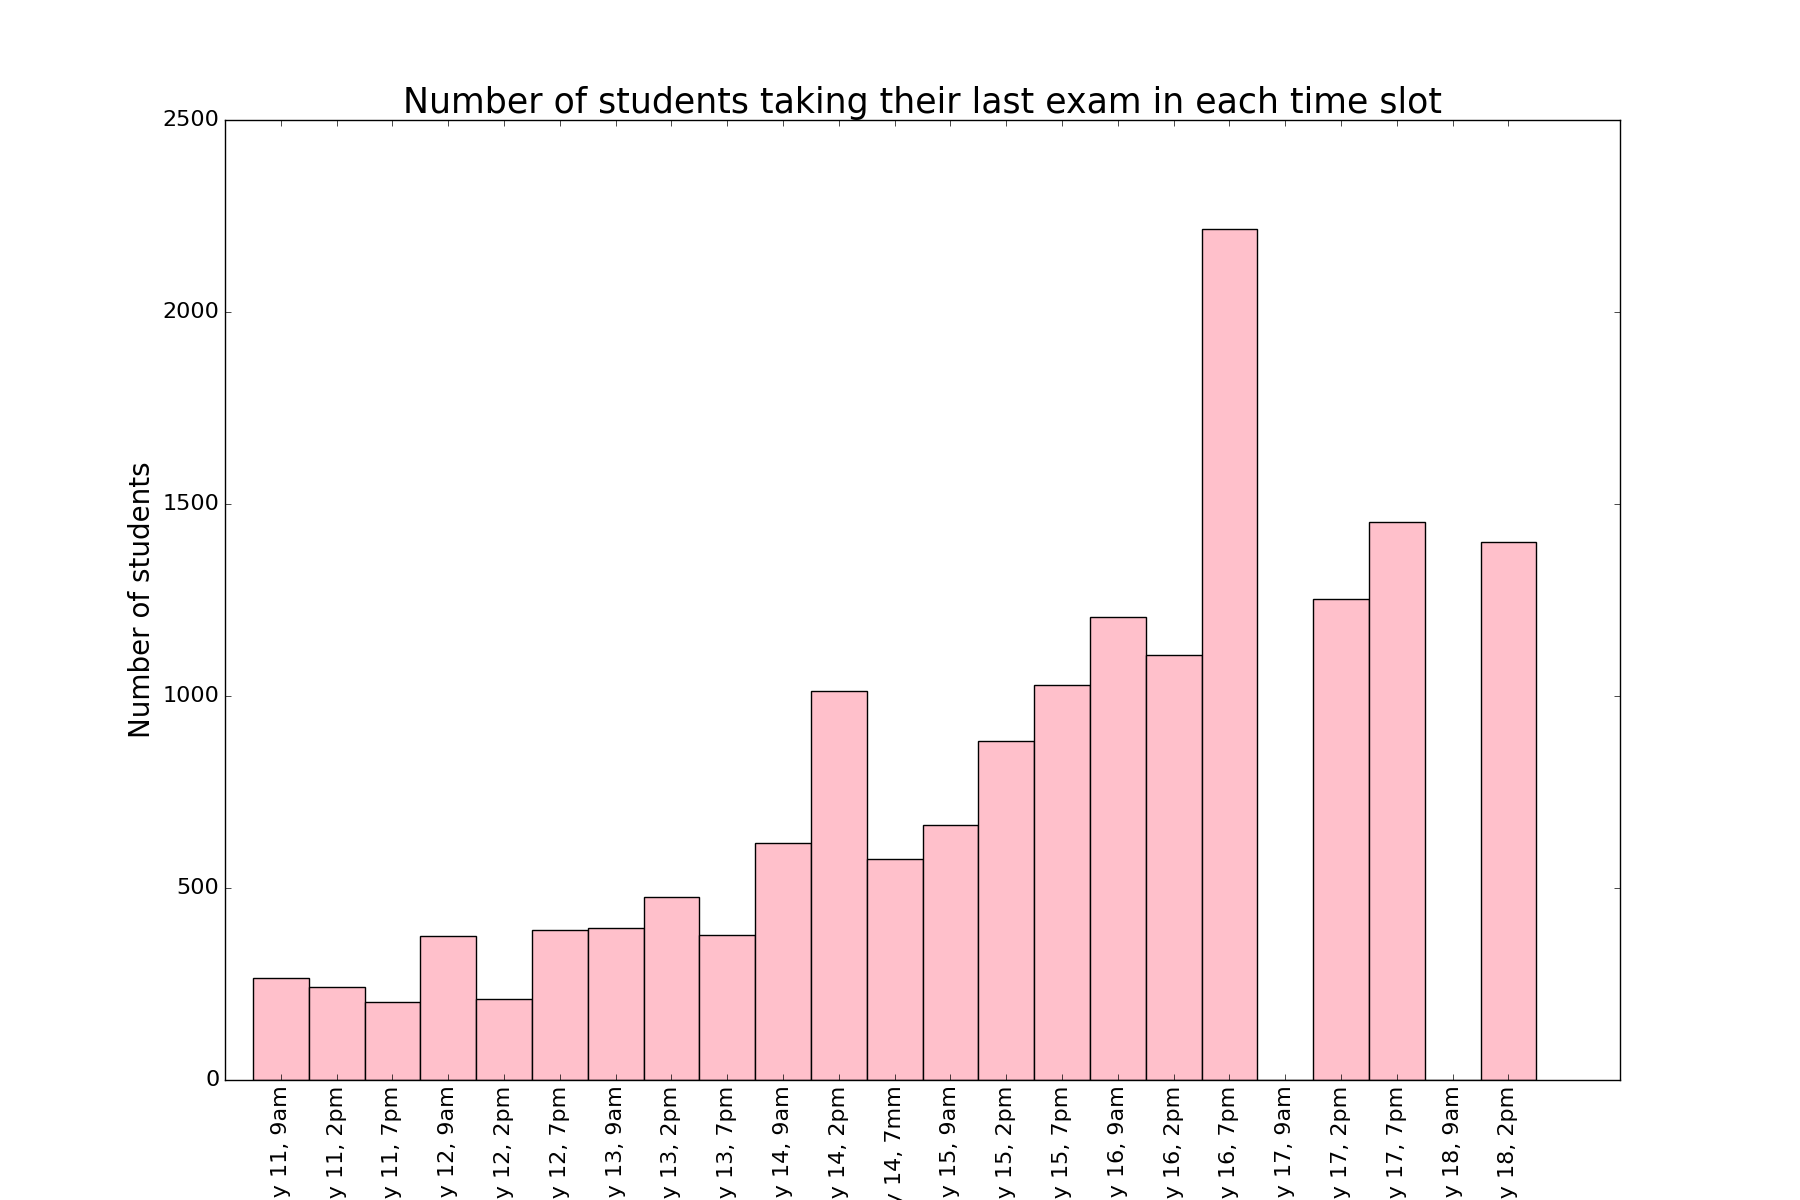 Number of students taking their last exam in each time slot
Number of students
2500
2000
1500
1000
500
0
y 11, 9am
y 11, 2pm
y 11, 7pm
y 12, 9am
y 12, 2pm
y 12, 7pm
y 13, 9am
y 13, 2pm
y 13, 7pm
y 14, 9am
y 14, 2pm
y 14, 7mm
y 15, 9am
y 15, 2pm
y 15, 7pm
y 16, 9am
y 16, 2pm
y 16, 7pm
y 17, 9am
y 17, 2pm
y 17, 7pm
y 18, 9am
y 18, 2pm